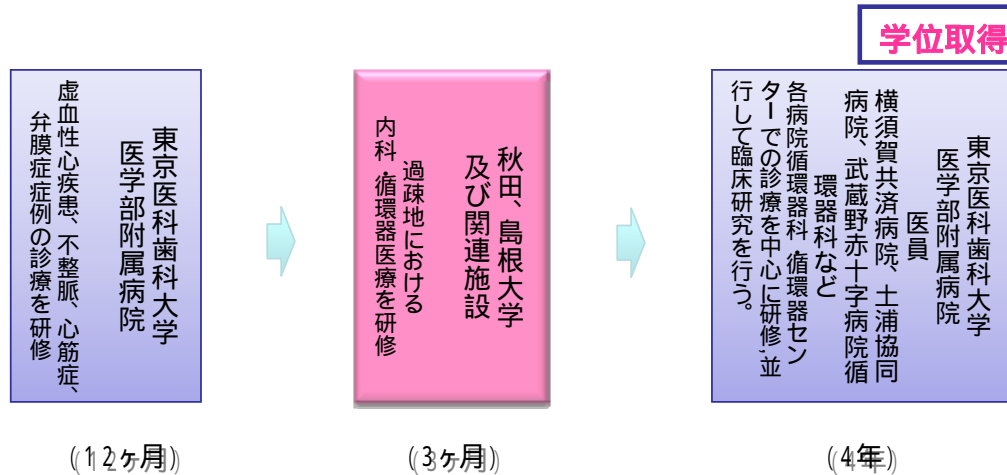 学位取得
東京医科歯科大学
医学部附属病院
虚血性心疾患、不整脈、心筋症、
弁膜症症例の診療を研修
(12ヶ月)
秋田、島根大学
及び関連施設
過疎地における
内科・循環器医療を研修
(3ヶ月)
東京医科歯科大学
医学部附属病院
医員
横須賀共済病院、土浦協同
病院、武蔵野赤十字病院循
環器科など
各病院循環器科・循環器セン
ターでの診療を中心に研修、並
行して臨床研究を行う。
(4年)